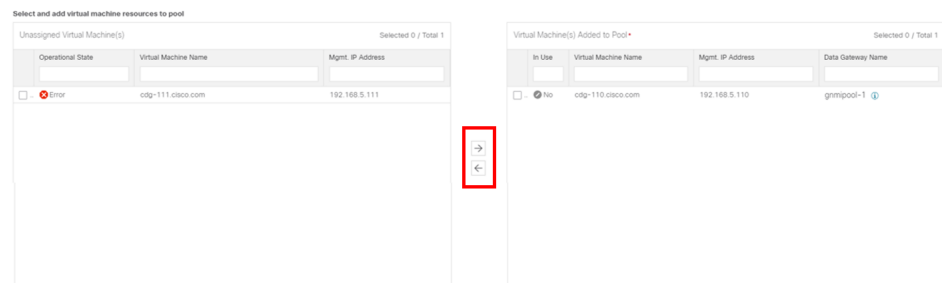 Select and add virtual machine resources to pool
Unassigned Virtual Machine(s) Selected 0 / Total 1
Operational State Virtual Machine Name Mgmt. IP Address
Error cdg-111.cisco.com 192.168.5.111
Virtual Machine(s) Added to Pool* Selected 0 / Total 1
In Use Virtual Machine Name Mgmt. IP Address Data Gateway Name
No cdg-110.cisco.com 192.168.5.110 gnmipool-1